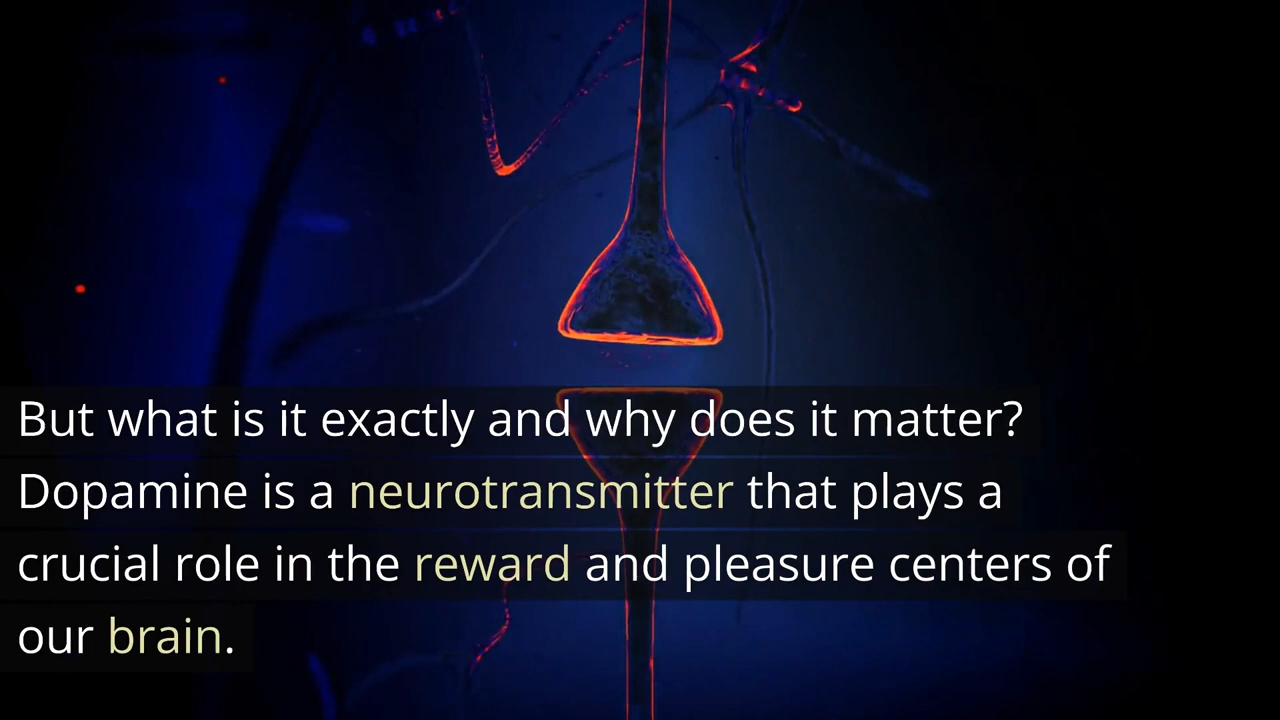 But what is it exactly and why does it matter?
Dopamine is a neurotransmitter that plays a
crucial role in the reward and pleasure centers of
our brain.